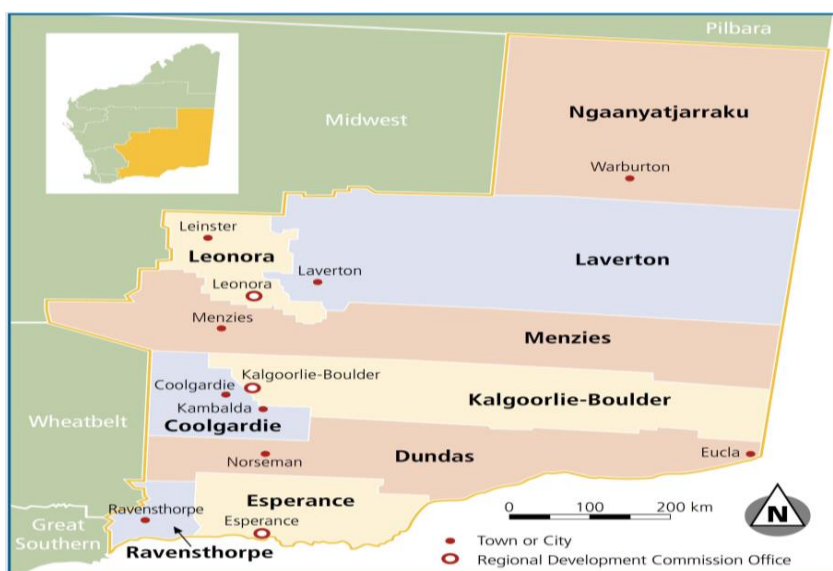 Pilbara
Ngaanyatjarraku
Midwest
Warburton
Leinster
Leonora
Laverton
Laverton
Leonora
Menzies
Menzies
Kalgoorlie-Boulder
Coolgardie
Kalgoorlie-Boulder
Kambalda
Wheatbelt
Coolgardie
Dundas
Eucla
Norseman
Esperance
Ravensthorpe
0 50 100 200 km
N
Great
Southern
Esperance
Town or City
Ravensthorpe
Regional Development Commission Office